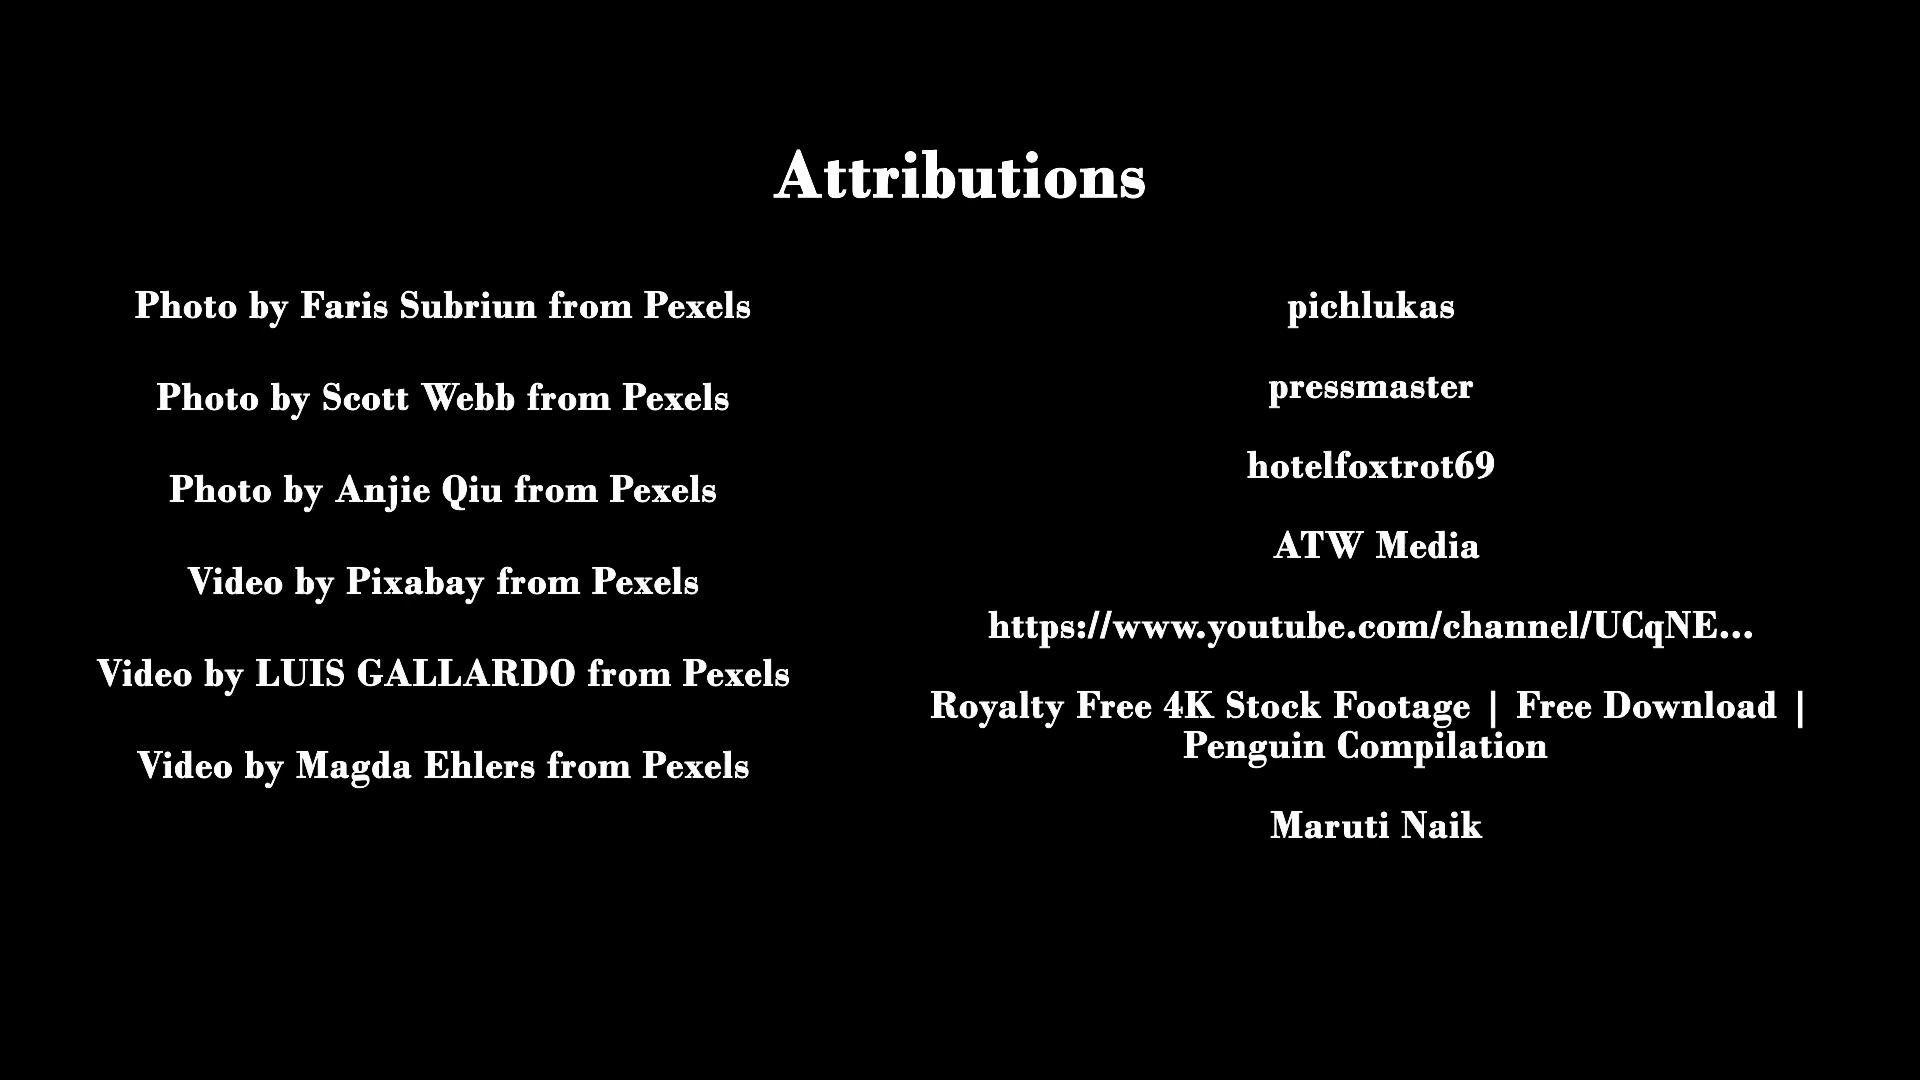 Attributions
Photo by Faris Subriun from Pexels
Photo by Scott Webb from Pexels
Photo by Anjie Qiu from Pexels
Video by Pixabay from Pexels
Video by LUIS GALLARDO from Pexels
Video by Magda Ehlers from Pexels
pichlukas
pressmaster
hotelfoxtrot69
ATW Media
https://www.youtube.com/channel/UCqNE...
Royalty Free 4K Stock Footage | Free Download |
Penguin Compilation
Maruti Naik